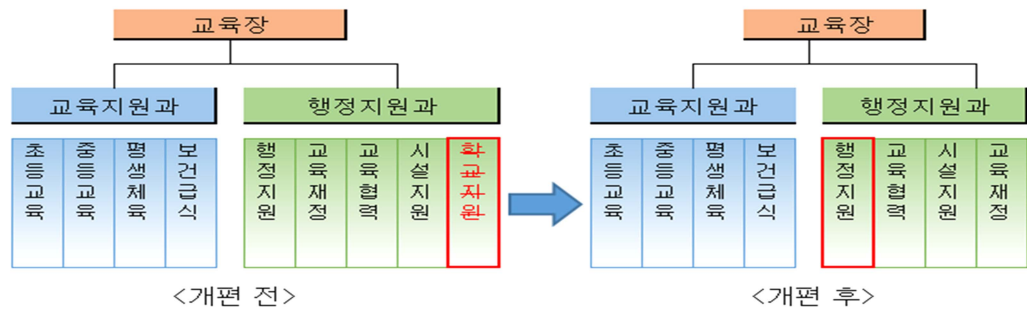 교육장
교육지원과
행정지원과
초등교육
중등교육
평생체육
보건급식
행정지원
교육재정
교육협력
시설지원
학교지원
<개편 전>
교육장
교육지원과
행정지원과
초등교육
중등교육
평생체육
보건급식
행정지원
교육협력
시설지원
교육재정
<개편 후>